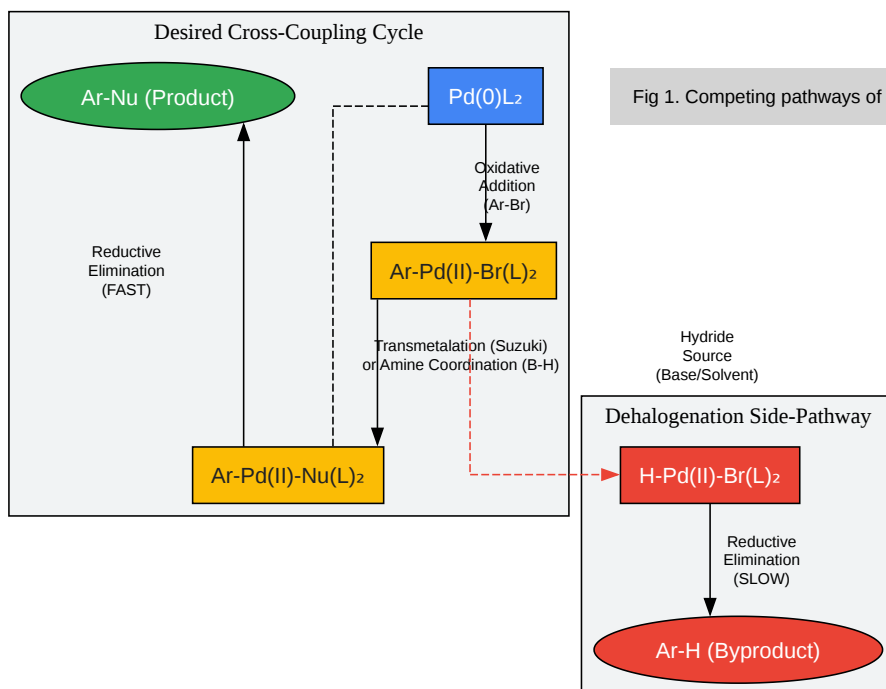 Desired Cross-Coupling Cycle
Ar-Nu (Product)
Pd(0)L₂
Fig 1. Competing pathways of
Oxidative
Addition
(Ar-Br)
Reductive
Elimination
(FAST)
Ar-Pd(II)-Br(L)₂
Transmetalation (Suzuki)
or Amine Coordination (B-H)
Hydride
Source
(Base/Solvent)
Dehalogenation Side-Pathway
Ar-Pd(II)-Nu(L)₂
H-Pd(II)-Br(L)₂
Reductive
Elimination
(SLOW)
Ar-H (Byproduct)